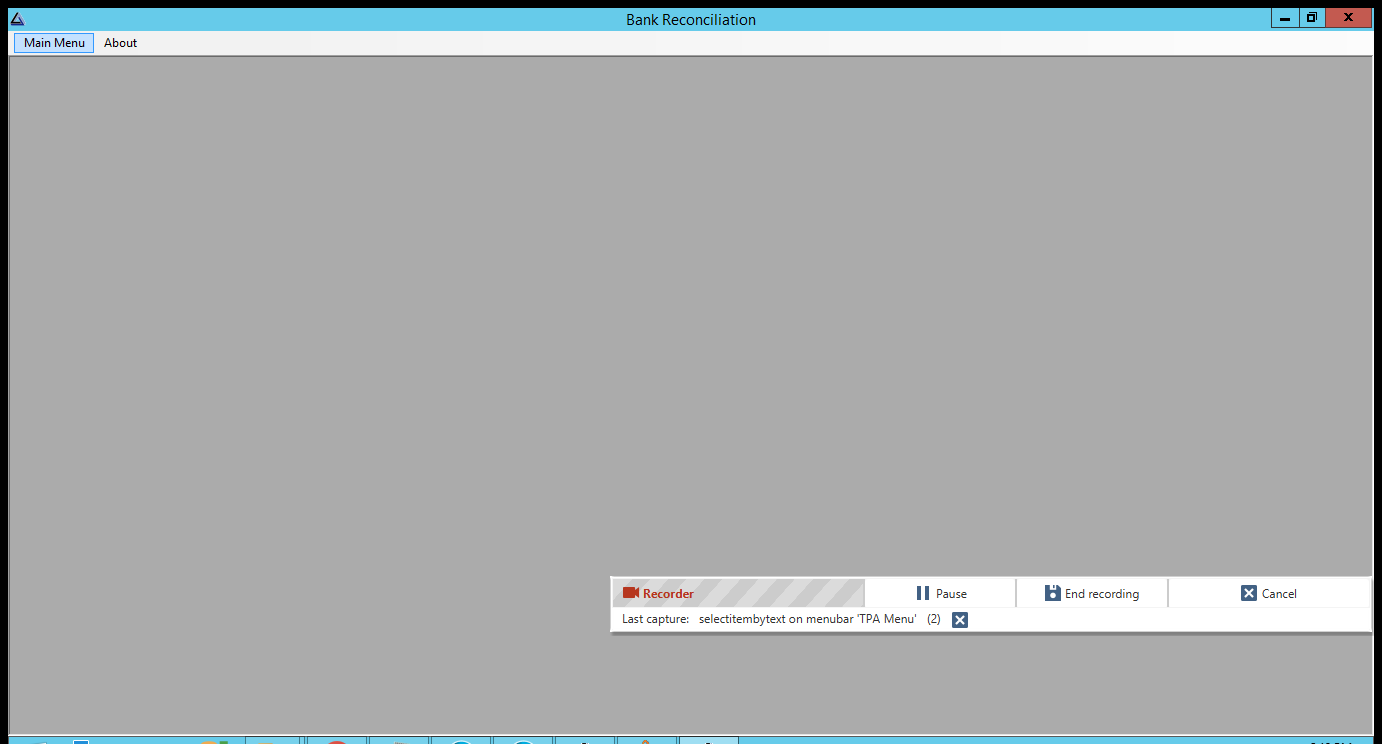 Bank Reconciliation
Main Menu About
Recorder Pause End recording Cancel
Last capture: selectitembytext on menubar 'TPA Menu' (2)